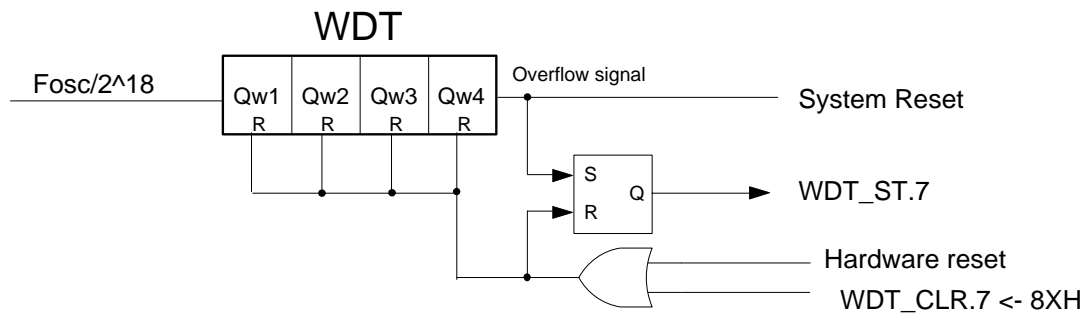 WDT
Fosc/2^18
Qw1 Qw2 Qw3 Qw4
R R R R
Overflow signal
System Reset
S
Q
R
WDT_ST.7
Hardware reset
WDT_CLR.7 <- 8XH